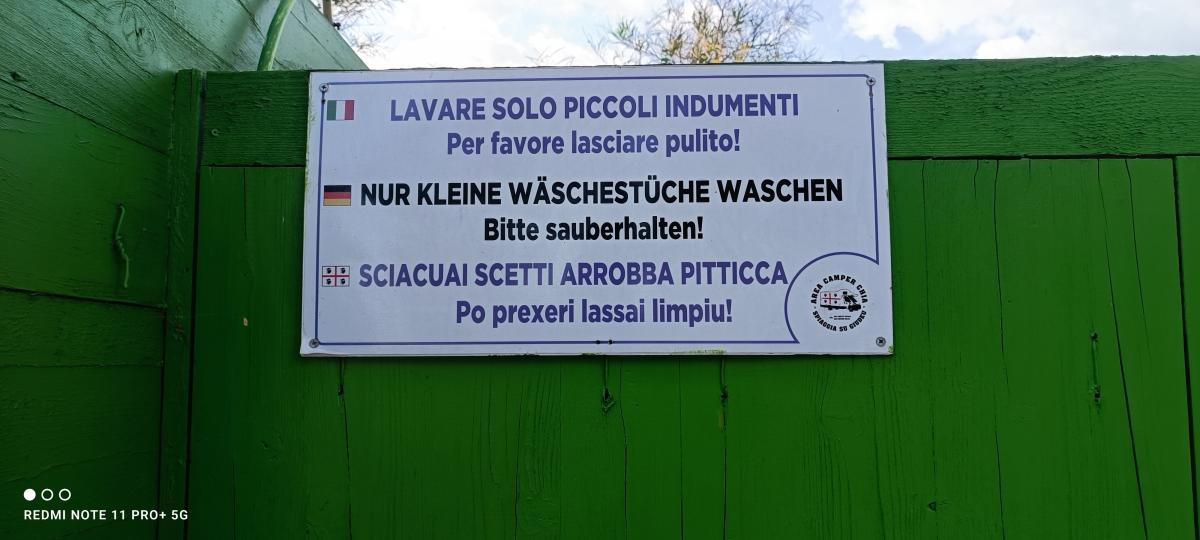 LAVARE SOLO PICCOLI INDUMENTI
Per favore lasciare pulito!
NUR KLEINE WÄSCHESTÜCHE WASCHEN
Bitte sauberhalten!
SCIACUAI SCETTI ARROBBA PITTICCA
Po prexeri lassai limpiu!
AREA CAMPER CHIA
SPIAGGIA SU GIUDEU
REDMI NOTE 11 PRO+ 5G